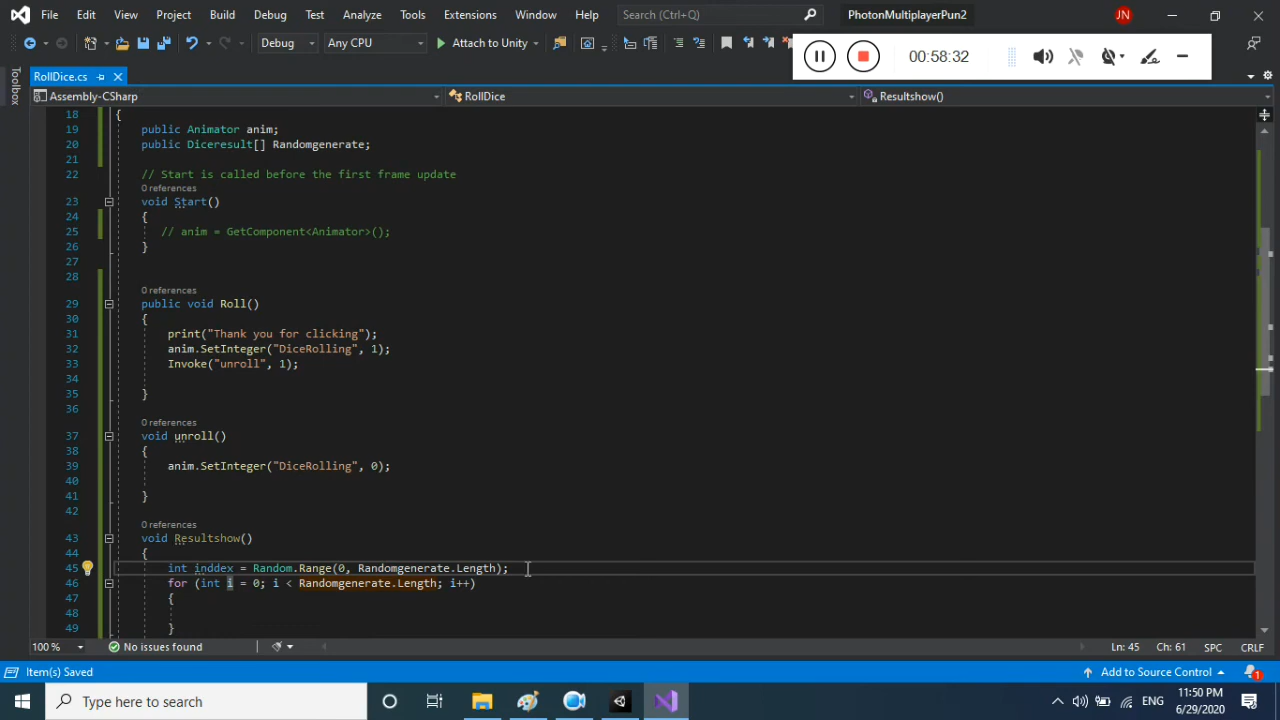 File Edit View Project Build Debug Test Analyze Tools Extensions Window Help Search (Ctrl+Q) PhotonMultiplayerPun2 JN
Debug Any CPU Attach to Unity
00:58:32
Toolbox
RollDice.cs
Assembly-CSharp RollDice Resultshow()
18 {
19 public Animator anim;
20 public Diceresult[] Randomgenerate;
21
22 // Start is called before the first frame update
0 references
23 void Start()
24 {
25 // anim = GetComponent<Animator>();
26 }
27
28
0 references
29 public void Roll()
30 {
31 print("Thank you for clicking");
32 anim.SetInteger("DiceRolling", 1);
33 Invoke("unroll", 1);
34
35 }
36
0 references
37 void unroll()
38 {
39 anim.SetInteger("DiceRolling", 0);
40
41 }
42
0 references
43 void Resultshow()
44 {
45 int inddex = Random.Range(0, Randomgenerate.Length);
46 for (int i = 0; i < Randomgenerate.Length; i++)
47 {
48
49 }
100 % No issues found Ln: 45 Ch: 61 SPC CRLF
Item(s) Saved Add to Source Control 1
Type here to search ENG 11:50 PM
6/29/2020